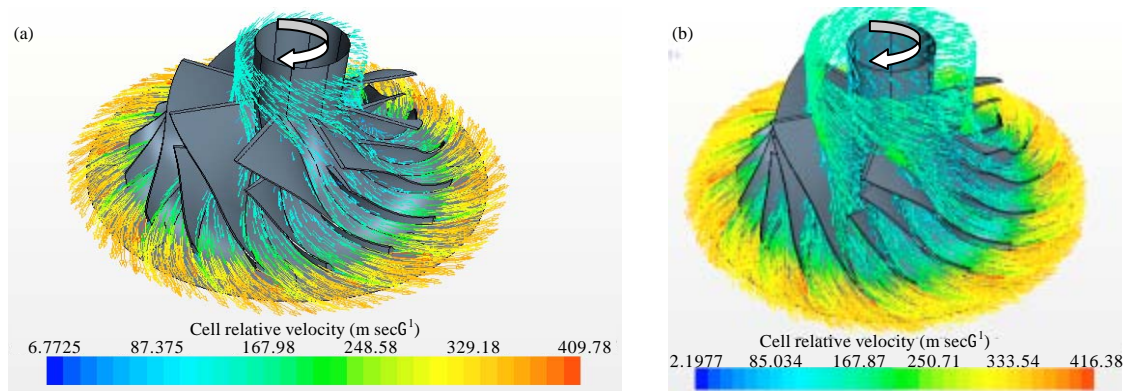 (a)
Cell relative velocity (m secG¹)
6.7725 87.375 167.98 248.58 329.18 409.78
(b)
Cell relative velocity (m secG¹)
2.1977 85.034 167.87 250.71 333.54 416.38